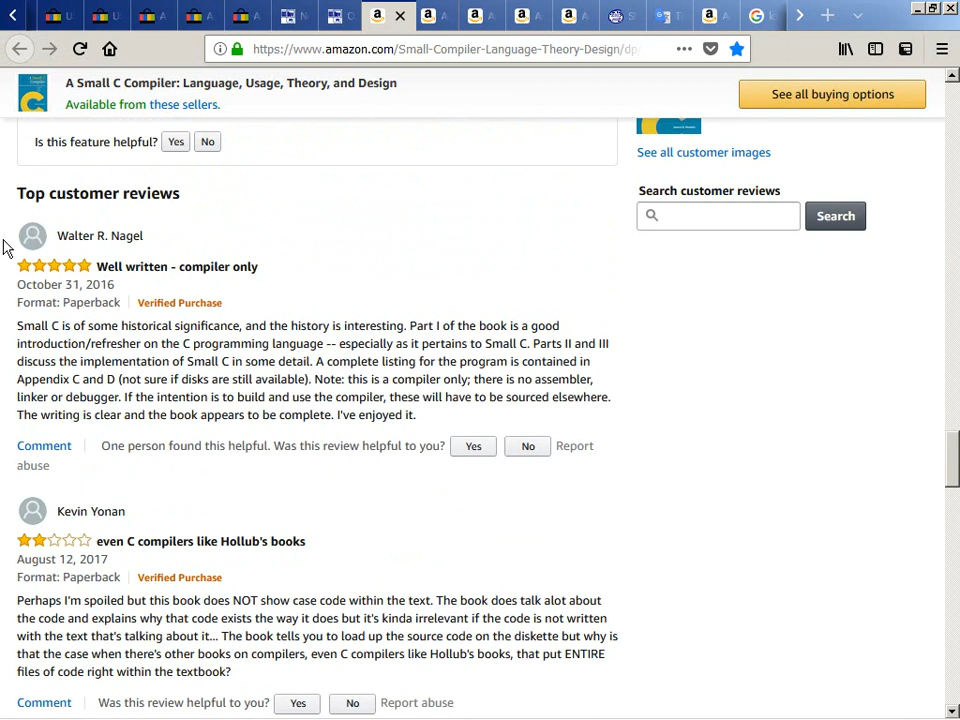 https://www.amazon.com/Small-Compiler-Language-Theory-Design/dp
A Small C Compiler: Language, Usage, Theory, and Design
Available from these sellers.
See all buying options
Is this feature helpful? Yes No
See all customer images
Top customer reviews
Search customer reviews
Search
Walter R. Nagel
Well written - compiler only
October 31, 2016
Format: Paperback Verified Purchase
Small C is of some historical significance, and the history is interesting. Part I of the book is a good
introduction/refresher on the C programming language -- especially as it pertains to Small C. Parts II and III
discuss the implementation of Small C in some detail. A complete listing for the program is contained in
Appendix C and D (not sure if disks are still available). Note: this is a compiler only; there is no assembler,
linker or debugger. If the intention is to build and use the compiler, these will have to be sourced elsewhere.
The writing is clear and the book appears to be complete. I've enjoyed it.
Comment One person found this helpful. Was this review helpful to you? Yes No Report
abuse
Kevin Yonan
even C compilers like Hollub's books
August 12, 2017
Format: Paperback Verified Purchase
Perhaps I'm spoiled but this book does NOT show case code within the text. The book does talk alot about
the code and explains why that code exists the way it does but it's kinda irrelevant if the code is not written
with the text that's talking about it... The book tells you to load up the source code on the diskette but why is
that the case when there's other books on compilers, even C compilers like Hollub's books, that put ENTIRE
files of code right within the textbook?
Comment Was this review helpful to you? Yes No Report abuse